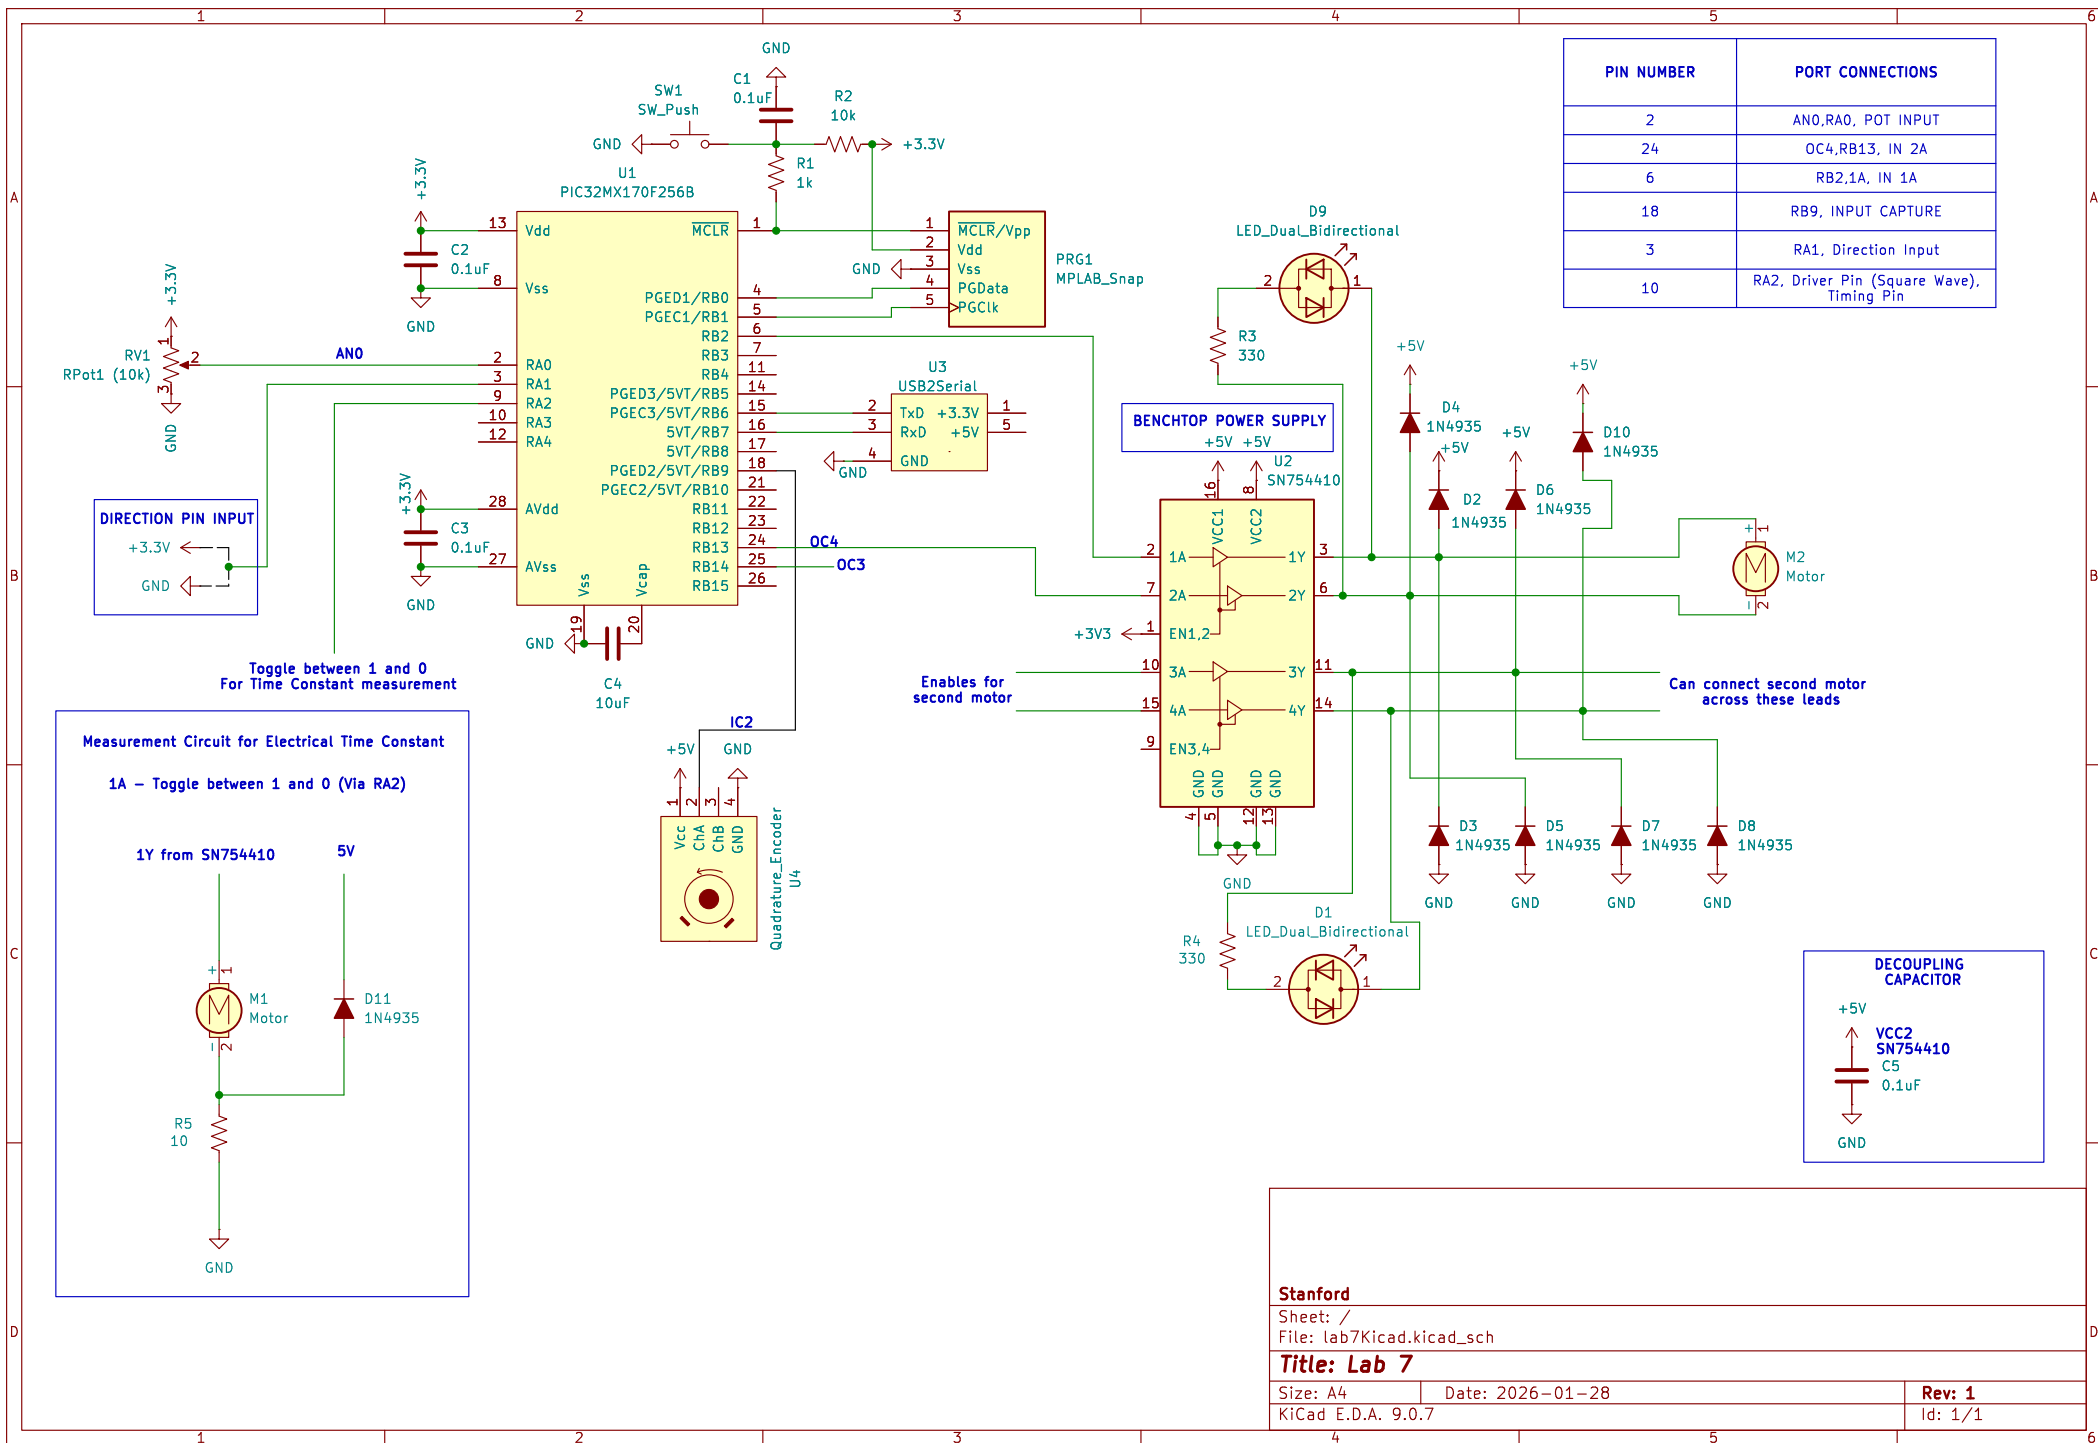 1 2 3 4 5 6
A
B
C
D
GND
C1
0.1uF
SW1
SW_Push
R2
10k
GND
+3.3V
R1
1k
U1
PIC32MX170F256B
+3.3V
C2
0.1uF
GND
13 Vdd
8 Vss
2 RA0
3 RA1
9 RA2
10 RA3
12 RA4
28 AVdd
27 AVss
Vss 19
Vcap 20
MCLR 1
PGED1/RB0 4
PGEC1/RB1 5
RB2 6
RB3 7
RB4 11
PGED3/5VT/RB5 14
PGEC3/5VT/RB6 15
5VT/RB7 16
5VT/RB8 17
PGED2/5VT/RB9 18
PGEC2/5VT/RB10 21
RB11 22
RB12 23
RB13 24
RB14 25
RB15 26
1 MCLR/Vpp
2 Vdd
3 Vss
4 PGData
5 PGClk
GND
PRG1
MPLAB_Snap
+3.3V
RV1
RPot1 (10k)
1
2
3
GND
AN0
+3.3V
C3
0.1uF
GND
DIRECTION PIN INPUT
+3.3V
GND
Toggle between 1 and 0
For Time Constant measurement
GND
C4
10uF
U3
USB2Serial
2 TxD +3.3V 1
3 RxD +5V 5
4 GND
GND
OC4
OC3
IC2
+5V GND
1 2 3 4
Vcc ChA ChB GND
Quadrature_Encoder
U4
Measurement Circuit for Electrical Time Constant
1A - Toggle between 1 and 0 (Via RA2)
1Y from SN754410
5V
+ 1
M1
Motor
- 2
D11
1N4935
R5
10
GND
D9
LED_Dual_Bidirectional
2 1
R3
330
BENCHTOP POWER SUPPLY
+5V +5V
U2
SN754410
16 8
VCC1 VCC2
2 1A 1Y 3
7 2A 2Y 6
1 EN1,2
10 3A 3Y 11
15 4A 4Y 14
9 EN3,4
GND GND GND GND
4 5 12 13
GND
+3V3
Enables for
second motor
+5V
D4
1N4935
+5V
D2
1N4935
+5V
D6
1N4935
+5V
D10
1N4935
+ 1
M2
Motor
- 2
Can connect second motor
across these leads
D3
1N4935
GND
D5
1N4935
GND
D7
1N4935
GND
D8
1N4935
GND
D1
LED_Dual_Bidirectional
2 1
R4
330
PIN NUMBER PORT CONNECTIONS
2 AN0,RA0, POT INPUT
24 OC4,RB13, IN 2A
6 RB2,1A, IN 1A
18 RB9, INPUT CAPTURE
3 RA1, Direction Input
10 RA2, Driver Pin (Square Wave),
Timing Pin
DECOUPLING
CAPACITOR
+5V
VCC2
SN754410
C5
0.1uF
GND
Stanford
Sheet: /
File: lab7Kicad.kicad_sch
Title: Lab 7
Size: A4 Date: 2026-01-28 Rev: 1
KiCad E.D.A. 9.0.7 Id: 1/1
A
B
C
D
1 2 3 4 5 6